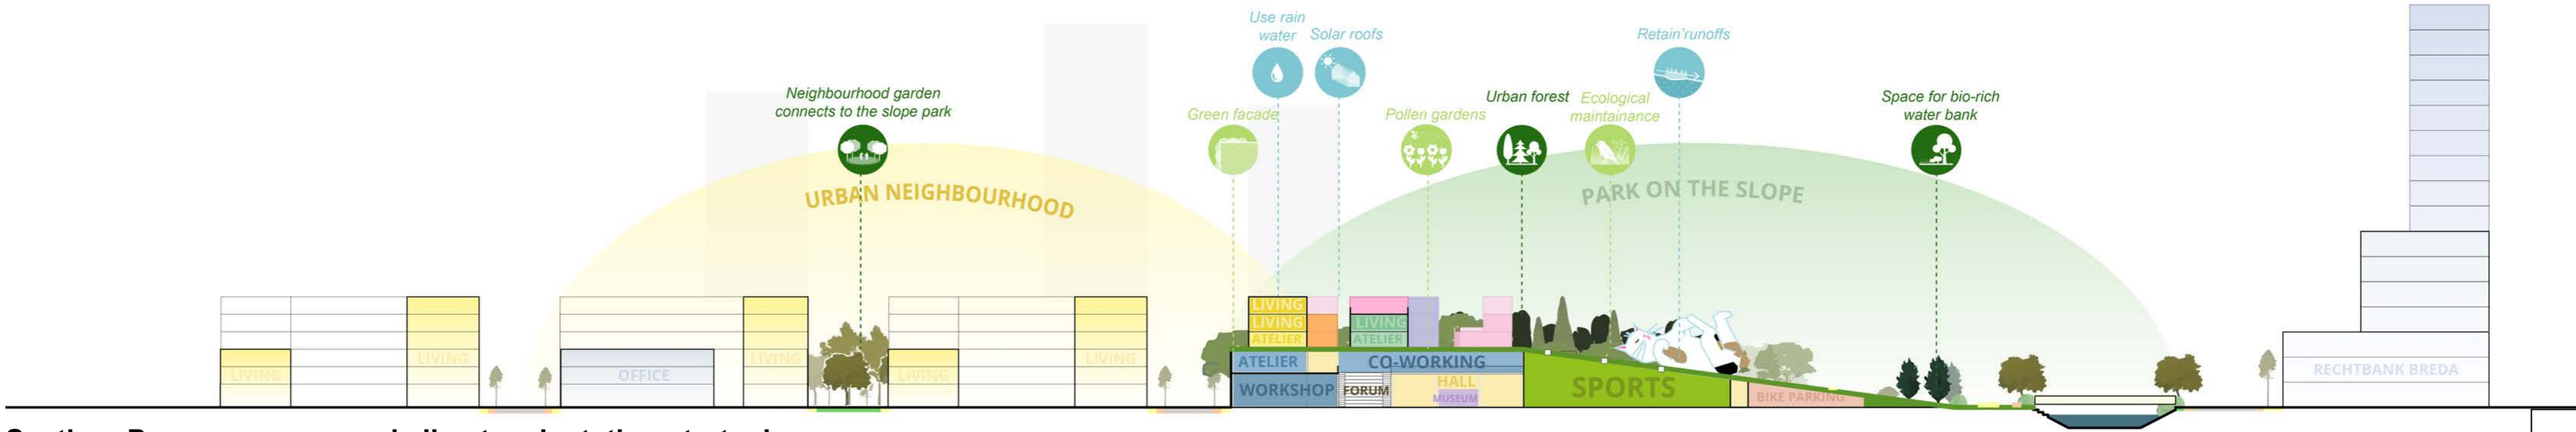 Use rain
water
Solar roofs
Retain'runoffs
Neighbourhood garden
connects to the slope park
Green facade
Pollen gardens
Urban forest
Ecological
maintainance
Space for bio-rich
water bank
URBAN NEIGHBOURHOOD
PARK ON THE SLOPE
LIVING
LIVING
LIVING
LIVING
LIVING
ATELIER
ATELIER
LIVING
LIVING
LIVING
LIVING
LIVING
OFFICE
ATELIER
CO-WORKING
WORKSHOP
FORUM
HALL
MUSEUM
SPORTS
BIKE PARKING
RECHTBANK BREDA